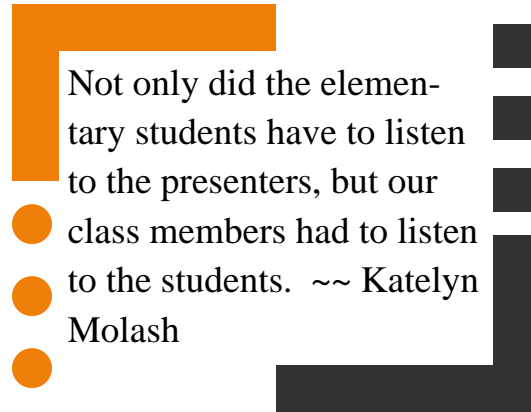 Not only did the elemen-
tary students have to listen
to the presenters, but our
class members had to listen
to the students.  ~~ Katelyn
Molash